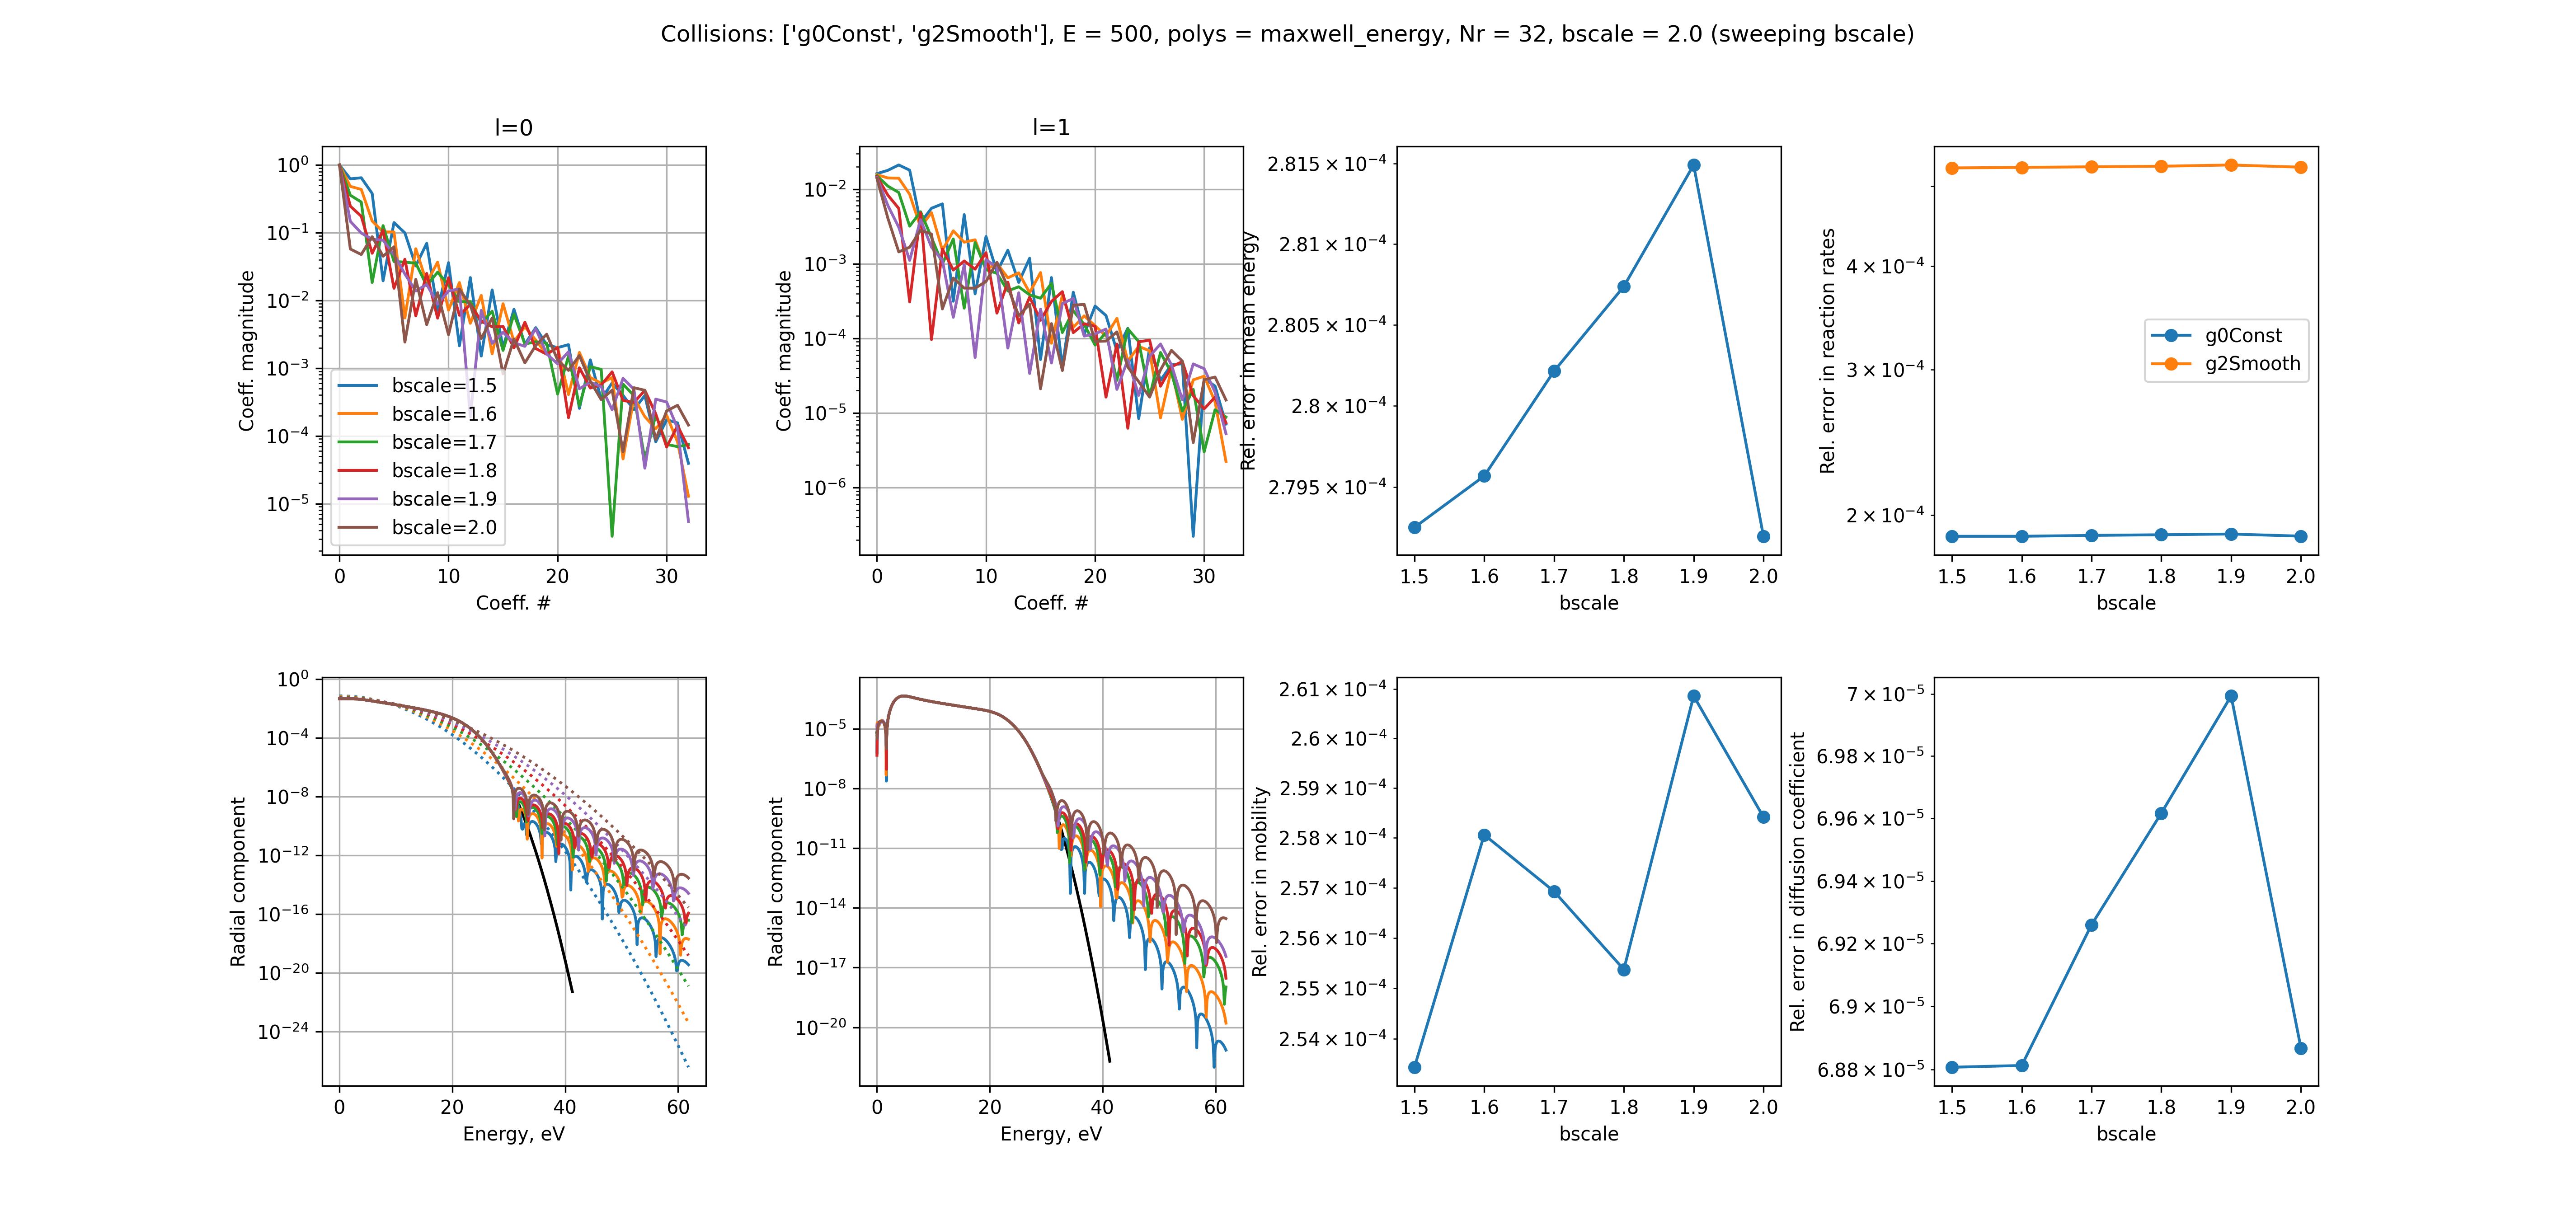 Collisions: ['g0Const', 'g2Smooth'], E = 500, polys = maxwell_energy, Nr = 32, bscale = 2.0 (sweeping bscale)
l=0
Coeff. magnitude
10⁰
10⁻¹
10⁻²
10⁻³
10⁻⁴
10⁻⁵
bscale=1.5
bscale=1.6
bscale=1.7
bscale=1.8
bscale=1.9
bscale=2.0
0 10 20 30
Coeff. #
l=1
Coeff. magnitude
10⁻²
10⁻³
10⁻⁴
10⁻⁵
10⁻⁶
0 10 20 30
Coeff. #
Rel. error in mean energy
2.815 × 10⁻⁴
2.81 × 10⁻⁴
2.805 × 10⁻⁴
2.8 × 10⁻⁴
2.795 × 10⁻⁴
1.5 1.6 1.7 1.8 1.9 2.0
bscale
Rel. error in reaction rates
4 × 10⁻⁴
3 × 10⁻⁴
2 × 10⁻⁴
g0Const
g2Smooth
1.5 1.6 1.7 1.8 1.9 2.0
bscale
Radial component
10⁰
10⁻⁴
10⁻⁸
10⁻¹²
10⁻¹⁶
10⁻²⁰
10⁻²⁴
0 20 40 60
Energy, eV
Radial component
10⁻⁵
10⁻⁸
10⁻¹¹
10⁻¹⁴
10⁻¹⁷
10⁻²⁰
0 20 40 60
Energy, eV
Rel. error in mobility
2.61 × 10⁻⁴
2.6 × 10⁻⁴
2.59 × 10⁻⁴
2.58 × 10⁻⁴
2.57 × 10⁻⁴
2.56 × 10⁻⁴
2.55 × 10⁻⁴
2.54 × 10⁻⁴
1.5 1.6 1.7 1.8 1.9 2.0
bscale
Rel. error in diffusion coefficient
7 × 10⁻⁵
6.98 × 10⁻⁵
6.96 × 10⁻⁵
6.94 × 10⁻⁵
6.92 × 10⁻⁵
6.9 × 10⁻⁵
6.88 × 10⁻⁵
1.5 1.6 1.7 1.8 1.9 2.0
bscale